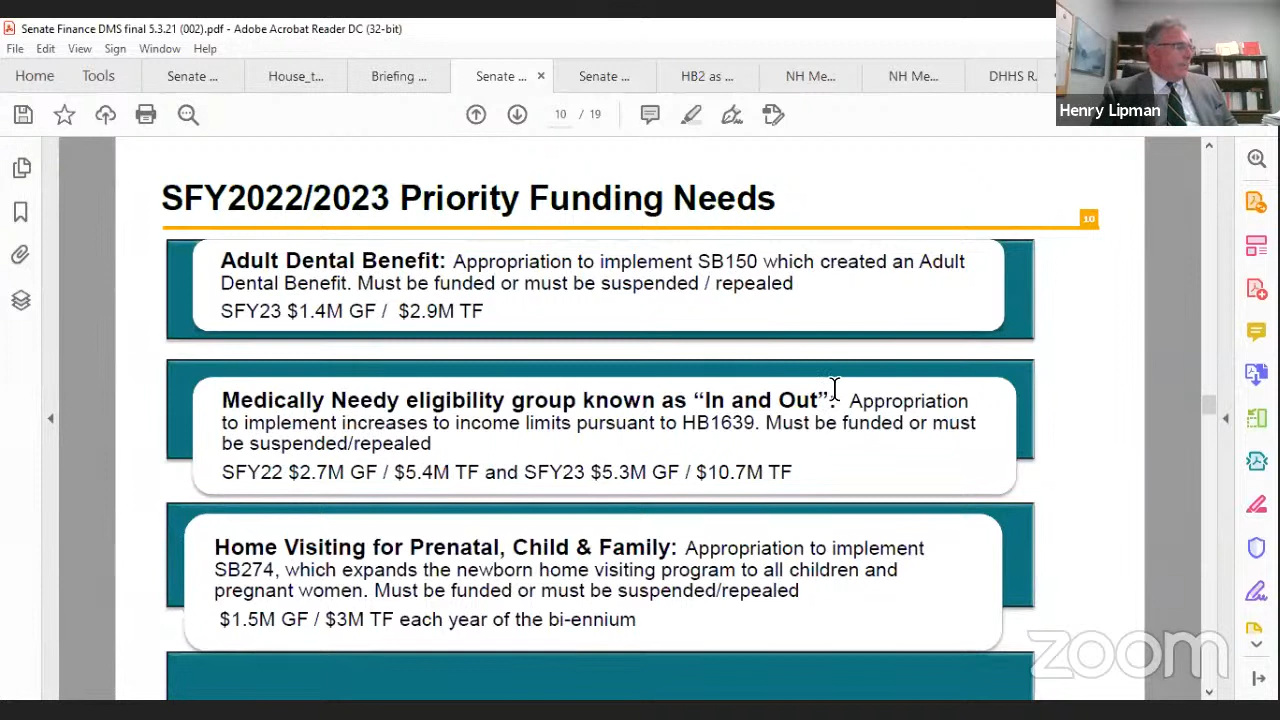 Senate Finance DMS final 5.3.21 (002).pdf - Adobe Acrobat Reader DC (32-bit)
File Edit View Sign Window Help
Home Tools Senate ... House_t... Briefing ... Senate ... × Senate ... HB2 as ... NH Me... NH Me... DHHS R.
10 / 19
Henry Lipman
SFY2022/2023 Priority Funding Needs
10
Adult Dental Benefit: Appropriation to implement SB150 which created an Adult
Dental Benefit. Must be funded or must be suspended / repealed
SFY23 $1.4M GF / $2.9M TF
Medically Needy eligibility group known as “In and Out”: Appropriation
to implement increases to income limits pursuant to HB1639. Must be funded or must
be suspended/repealed
SFY22 $2.7M GF / $5.4M TF and SFY23 $5.3M GF / $10.7M TF
Home Visiting for Prenatal, Child & Family: Appropriation to implement
SB274, which expands the newborn home visiting program to all children and
pregnant women. Must be funded or must be suspended/repealed
$1.5M GF / $3M TF each year of the bi-ennium
zoom